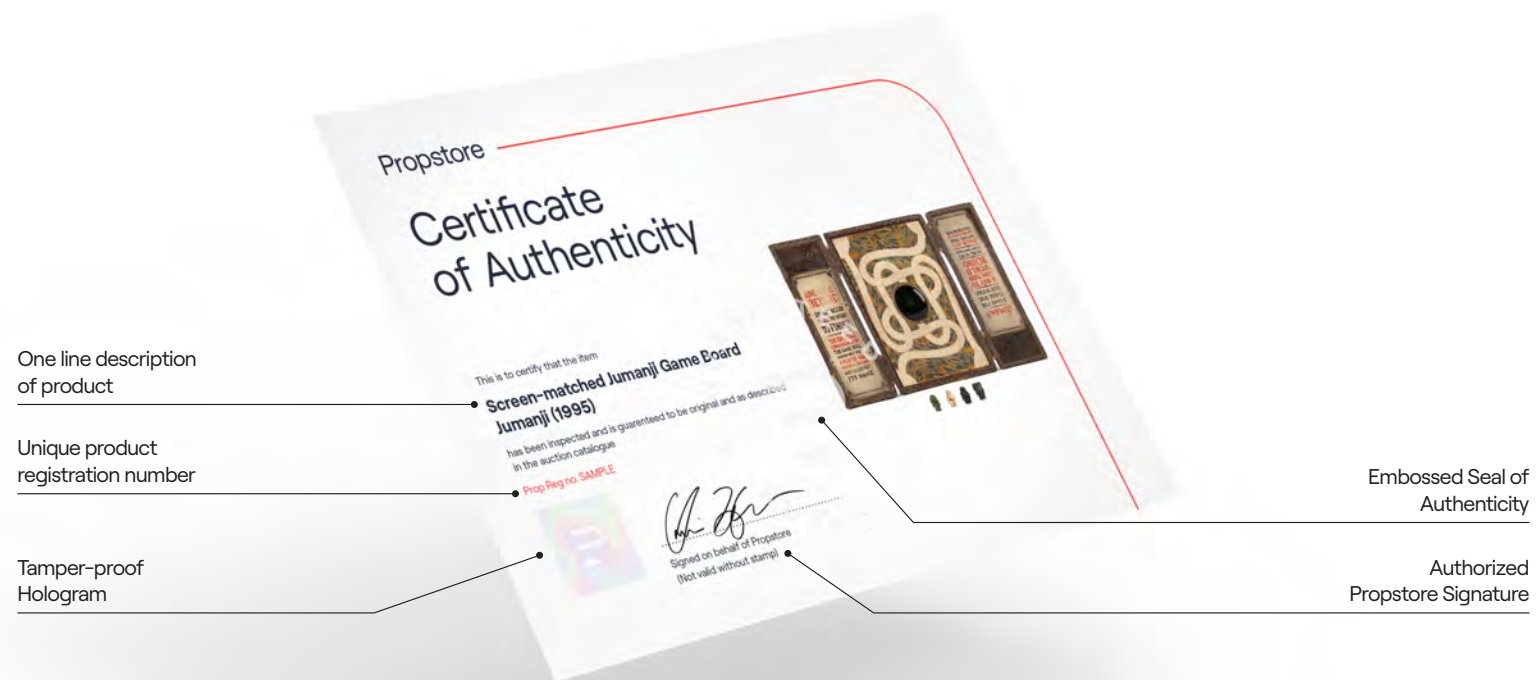 Propstore
Certificate
of Authenticity
This is to certify that the item
Screen-matched Jumanji Game Board
Jumanji (1995)
has been inspected and is guarenteed to be original and as described
in the auction catalogue
Prop Reg no. SAMPLE
Signed on behalf of Propstore
(Not valid without stamp)
One line description
of product
Unique product
registration number
Tamper-proof
Hologram
Embossed Seal of
Authenticity
Authorized
Propstore Signature